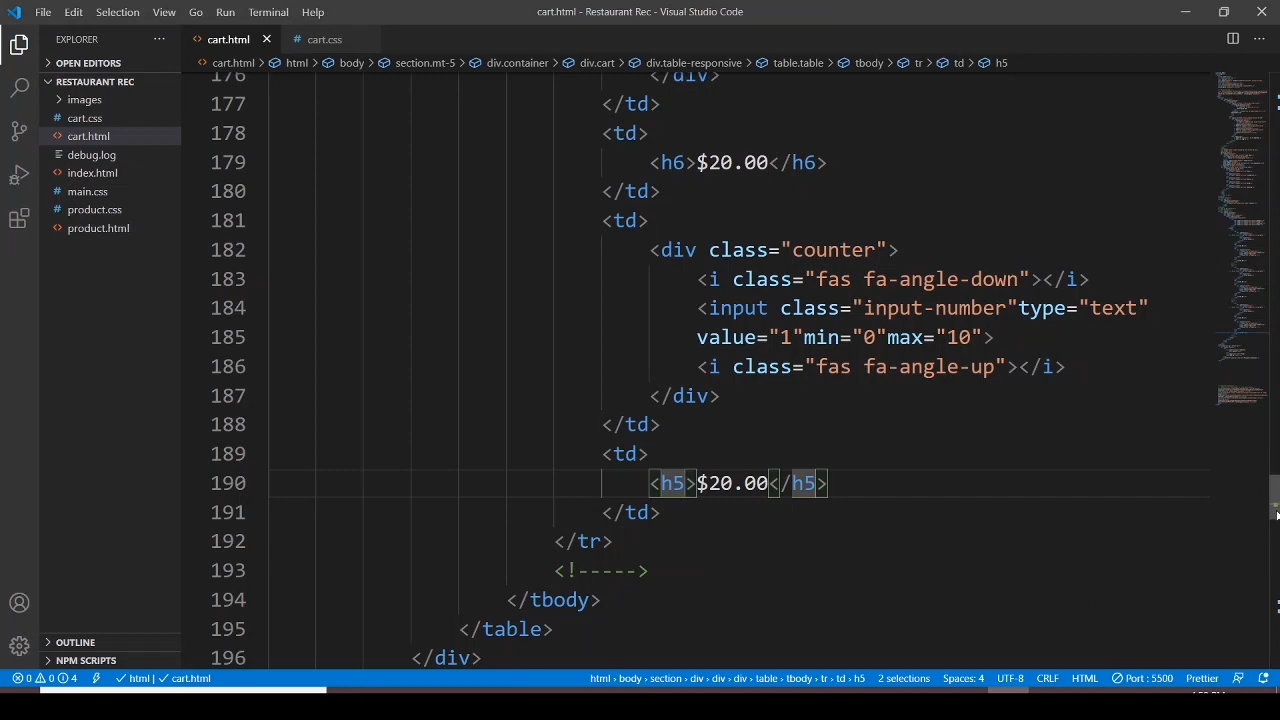 File Edit Selection View Go Run Terminal Help cart.html - Restaurant Rec - Visual Studio Code
EXPLORER ··· cart.html cart.css
OPEN EDITORS
cart.html > html > body > section.mt-5 > div.container > div.cart > div.table-responsive > table.table > tbody > tr > td > h5
RESTAURANT REC
images
cart.css
cart.html
debug.log
index.html
main.css
product.css
product.html
OUTLINE
NPM SCRIPTS
176 </div>
177 </td>
178 <td>
179 <h6>$20.00</h6>
180 </td>
181 <td>
182 <div class="counter">
183 <i class="fas fa-angle-down"></i>
184 <input class="input-number"type="text"
185 value="1"min="0"max="10">
186 <i class="fas fa-angle-up"></i>
187 </div>
188 </td>
189 <td>
190 <h5>$20.00</h5>
191 </td>
192 </tr>
193 <!----->
194 </tbody>
195 </table>
196 </div>
0 0 4 html | cart.html html > body > section > div > div > div > table > tbody > tr > td > h5 2 selections Spaces: 4 UTF-8 CRLF HTML Port : 5500 Prettier